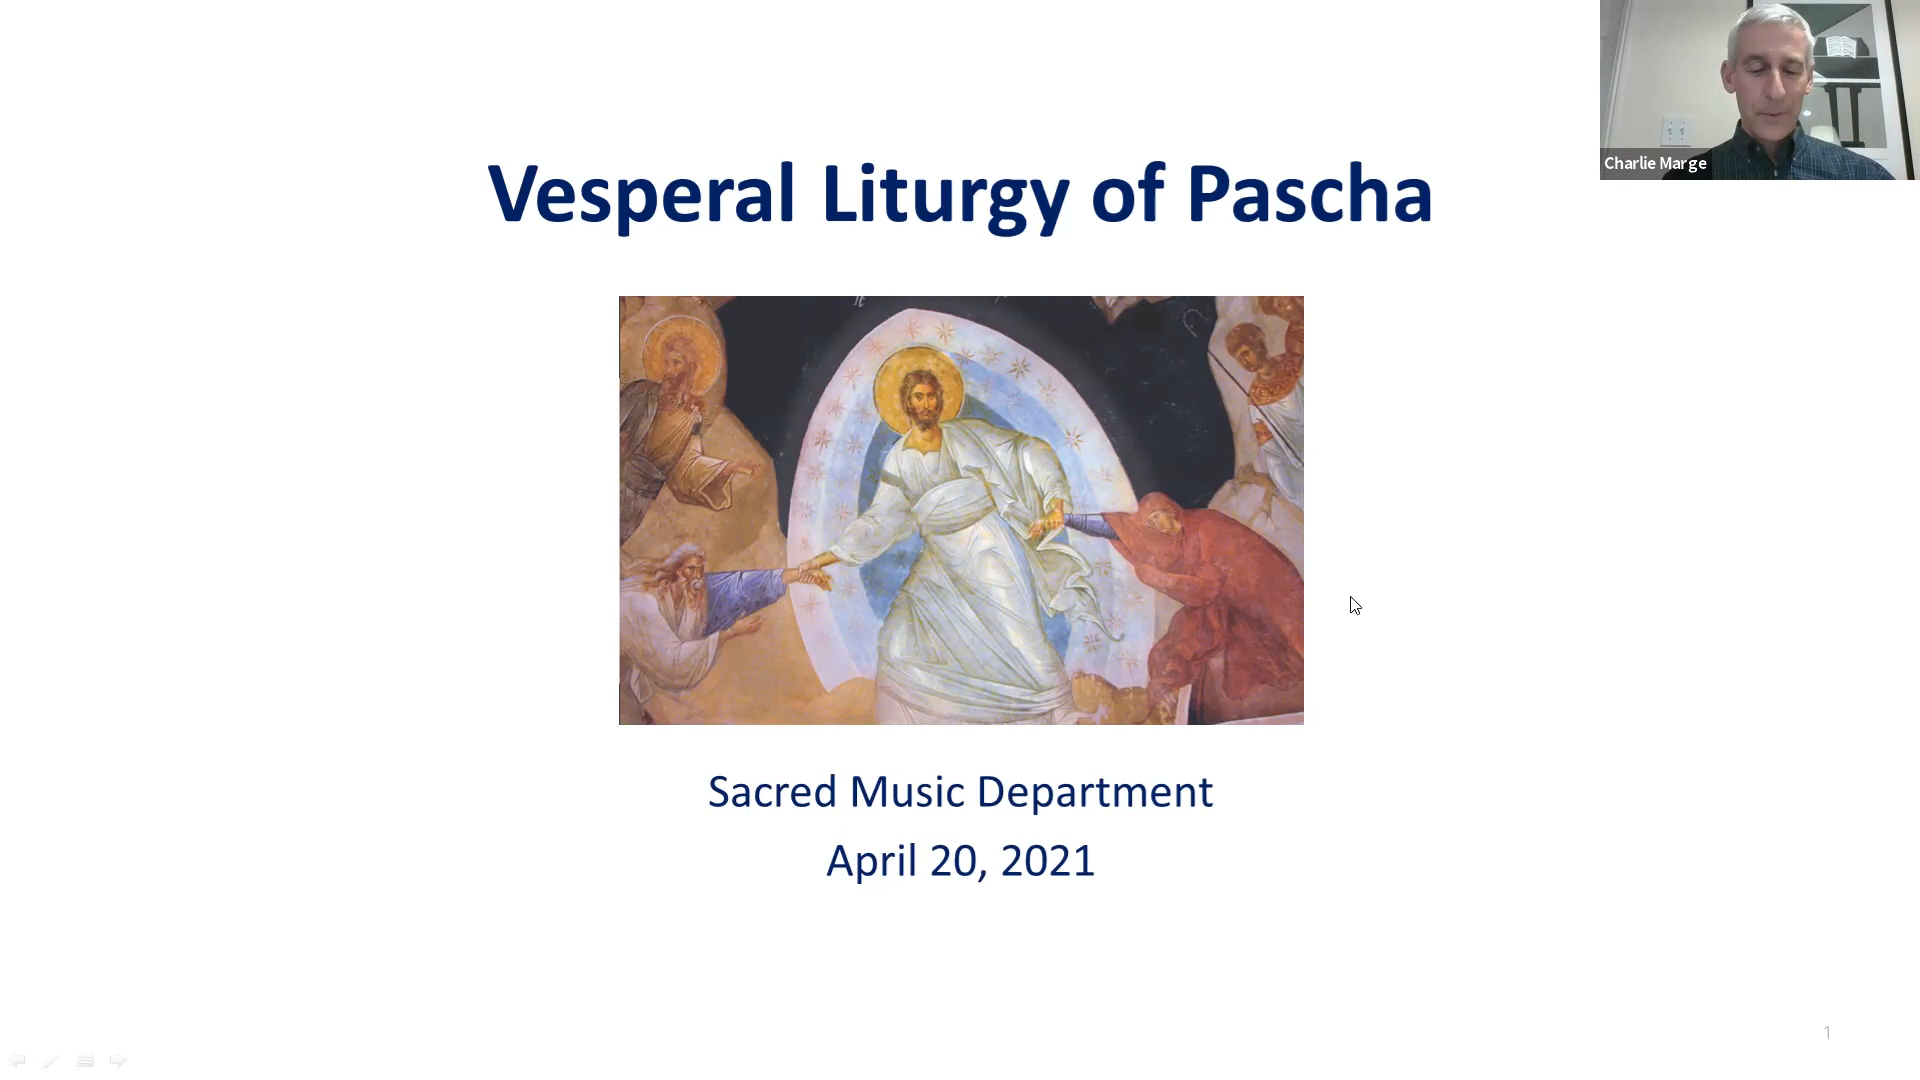 Charlie Marge
Vesperal Liturgy of Pascha
Sacred Music Department
April 20, 2021
1